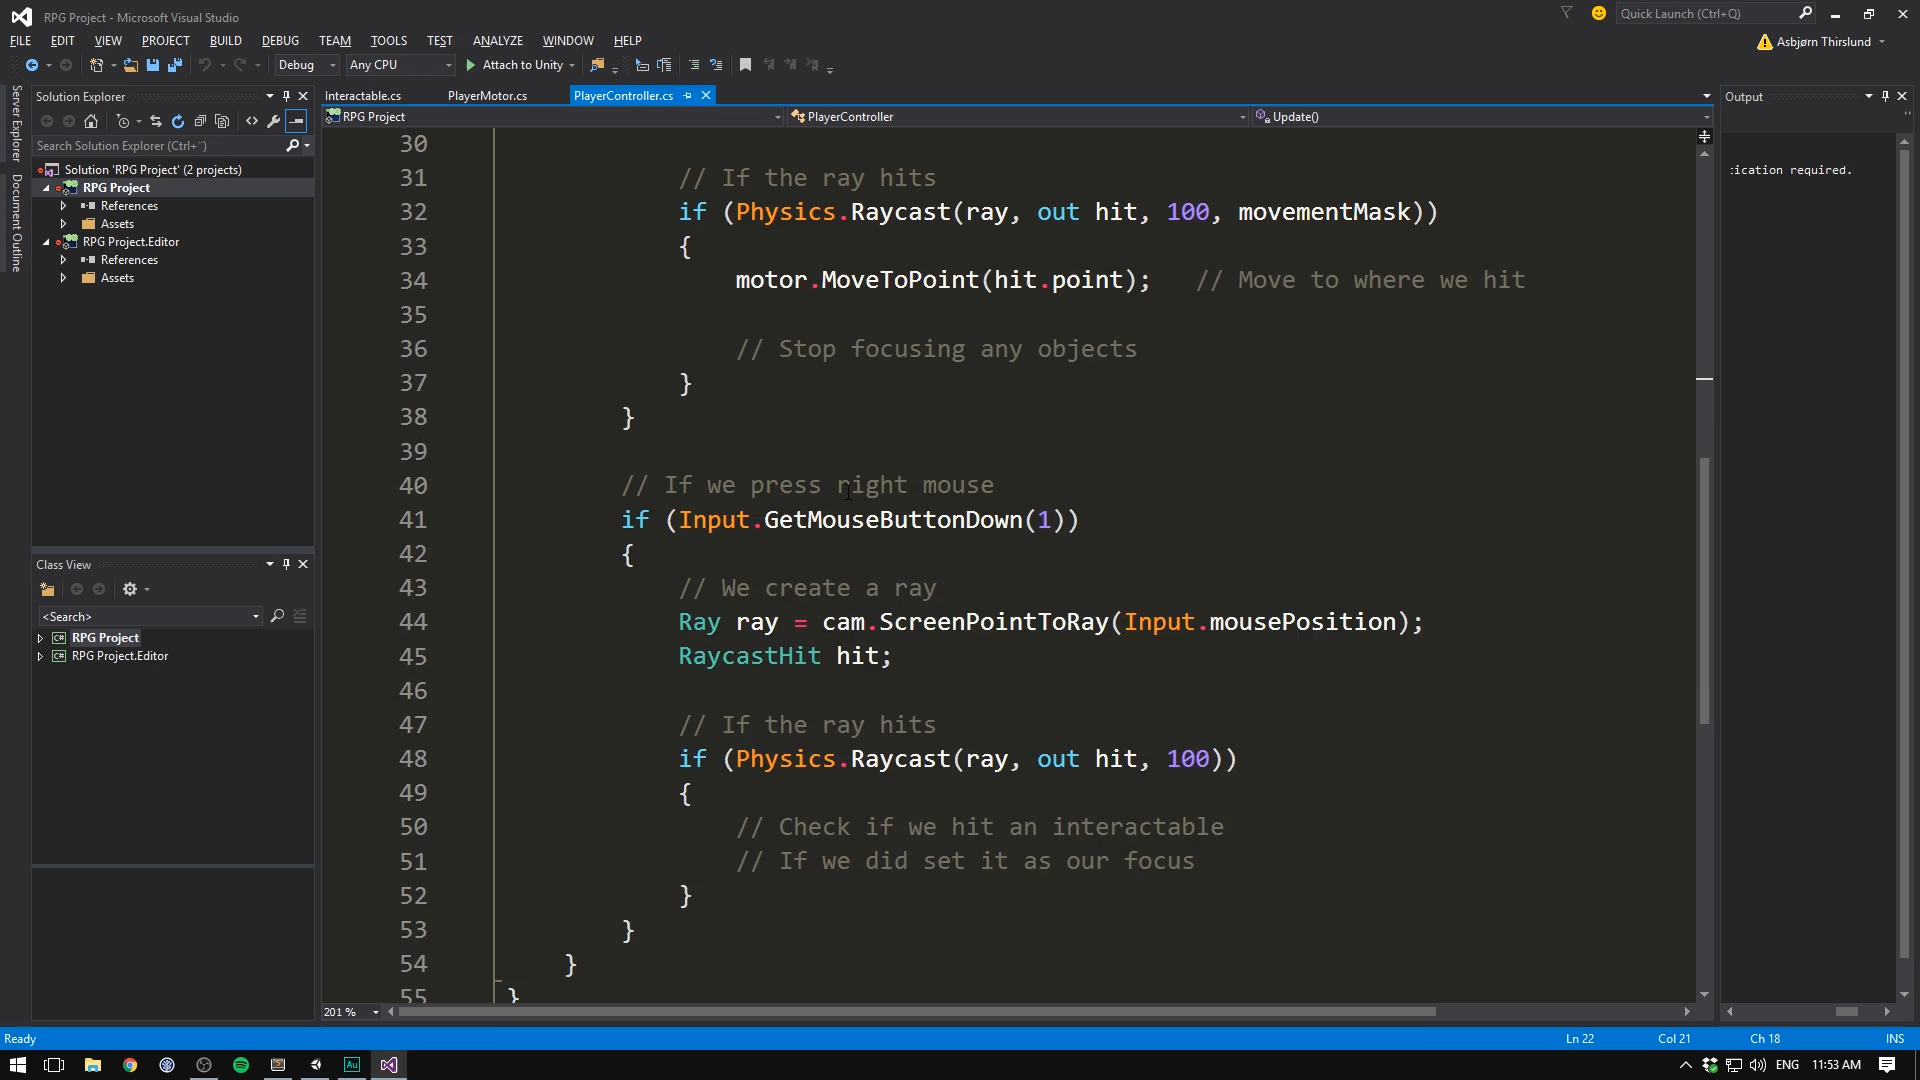 RPG Project - Microsoft Visual Studio
Quick Launch (Ctrl+Q)
FILE EDIT VIEW PROJECT BUILD DEBUG TEAM TOOLS TEST ANALYZE WINDOW HELP
Asbjørn Thirslund
Debug Any CPU Attach to Unity
Server Explorer
Document Outline
Solution Explorer
Search Solution Explorer (Ctrl+¨)
Solution 'RPG Project' (2 projects)
RPG Project
References
Assets
RPG Project.Editor
References
Assets
Class View
<Search>
RPG Project
RPG Project.Editor
Interactable.cs PlayerMotor.cs PlayerController.cs
RPG Project PlayerController Update()
30
31 // If the ray hits
32 if (Physics.Raycast(ray, out hit, 100, movementMask))
33 {
34 motor.MoveToPoint(hit.point); // Move to where we hit
35
36 // Stop focusing any objects
37 }
38 }
39
40 // If we press right mouse
41 if (Input.GetMouseButtonDown(1))
42 {
43 // We create a ray
44 Ray ray = cam.ScreenPointToRay(Input.mousePosition);
45 RaycastHit hit;
46
47 // If the ray hits
48 if (Physics.Raycast(ray, out hit, 100))
49 {
50 // Check if we hit an interactable
51 // If we did set it as our focus
52 }
53 }
54 }
55 }
201 %
Output
:ication required.
Ready Ln 22 Col 21 Ch 18 INS
Au
ENG 11:53 AM